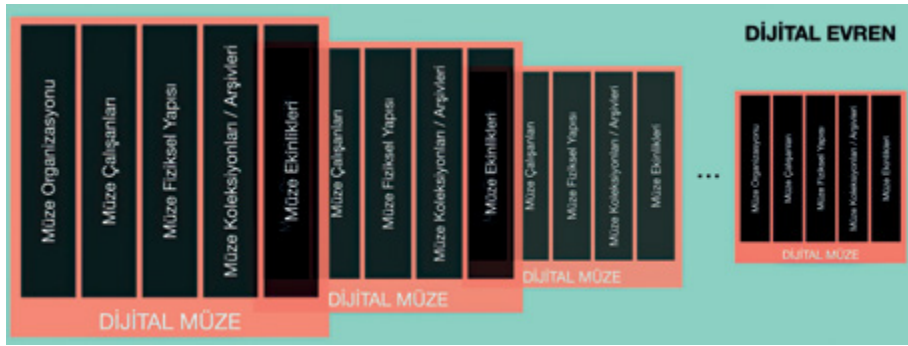 DİJİTAL EVREN
Müze Organizasyonu
Müze Çalışanları
Müze Fiziksel Yapısı
Müze Koleksiyonları / Arşivleri
Müze Ekinlikleri
DİJİTAL MÜZE
Müze Çalışanları
Müze Fiziksel Yapısı
Müze Koleksiyonları / Arşivleri
Müze Ekinlikleri
DİJİTAL MÜZE
Müze Çalışanları
Müze Fiziksel Yapısı
Müze Koleksiyonları / Arşivleri
Müze Ekinlikleri
DİJİTAL MÜZE
...
Müze Organizasyonu
Müze Çalışanları
Müze Fiziksel Yapısı
Müze Koleksiyonları / Arşivleri
Müze Ekinlikleri
DİJİTAL MÜZE